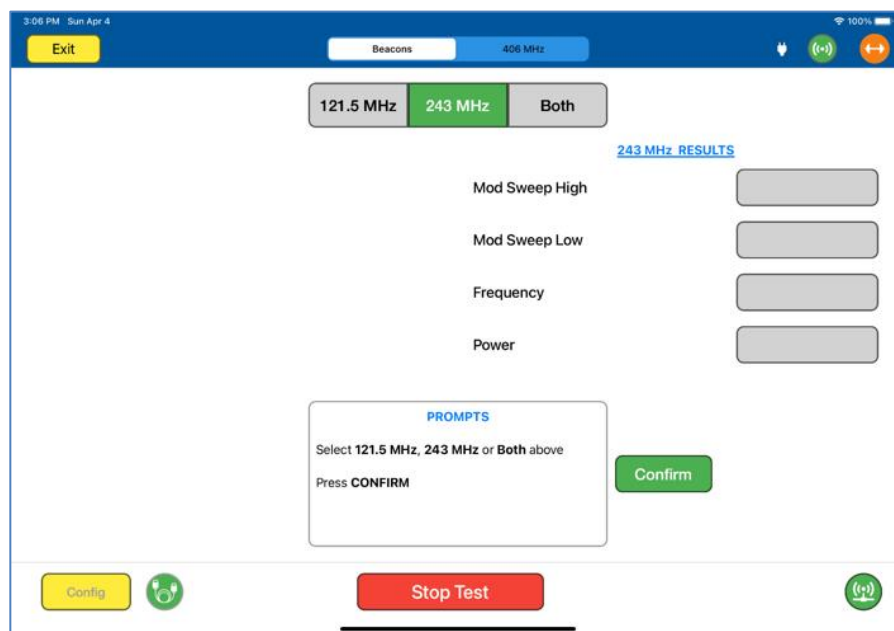 3:06 PM Sun Apr 4
100%
Exit
Beacons
406 MHz
121.5 MHz
243 MHz
Both
243 MHz RESULTS
Mod Sweep High
Mod Sweep Low
Frequency
Power
PROMPTS
Select 121.5 MHz, 243 MHz or Both above
Press CONFIRM
Confirm
Config
Stop Test